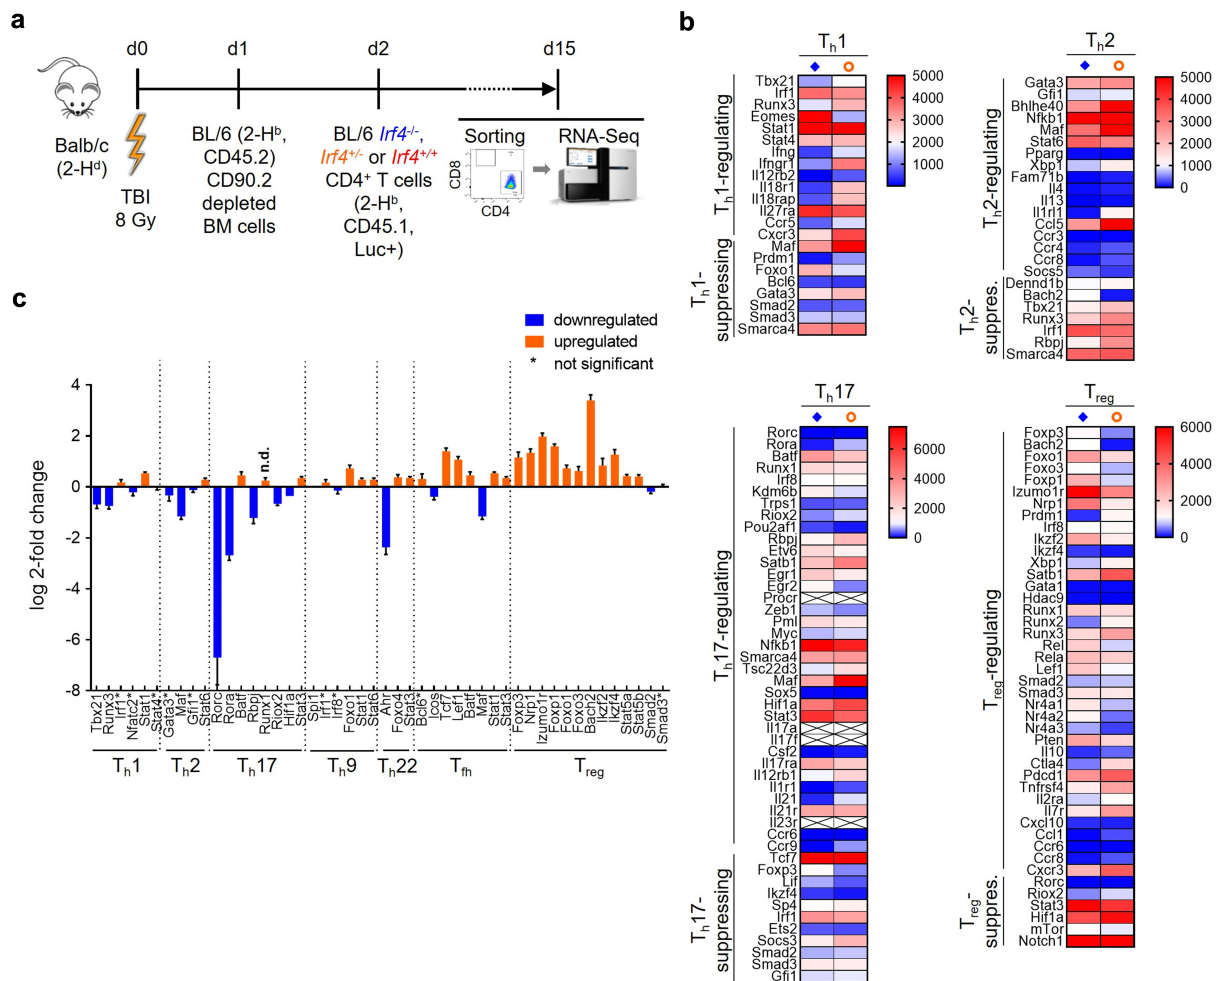 a
d0
d1
d2
d15
Balb/c
(2-Hᵈ)
TBI
8 Gy
BL/6 (2-Hᵇ,
CD45.2)
CD90.2
depleted
BM cells
BL/6 Irf4⁻/⁻,
Irf4⁺/⁻ or Irf4⁺/⁺
CD4⁺ T cells
(2-Hᵇ,
CD45.1,
Luc+)
Sorting
RNA-Seq
CD8
CD4
b
Tₕ1
Tₕ1-regulating
Tbx21
Irf1
Runx3
Eomes
Stat1
Stat4
Ifng
Ifngr1
Il12rb2
Il18r1
Il18rap
Il27ra
Ccr5
Cxcr3
Tₕ1-
suppressing
Maf
Prdm1
Foxo1
Bcl6
Gata3
Smad2
Smad3
Smarca4
5000
4000
3000
2000
1000
Tₕ2
Tₕ2-regulating
Gata3
Gfi1
Bhlhe40
Nfkb1
Maf
Stat6
Pparg
Xbp1
Fam71b
Il4
Il13
Il1rl1
Ccl5
Ccr3
Ccr4
Ccr8
Tₕ2-
suppres.
Socs5
Dennd1b
Bach2
Tbx21
Runx3
Irf1
Rbpj
Smarca4
5000
4000
3000
2000
1000
0
Tₕ17
Tₕ17-regulating
Rorc
Rora
Batf
Runx1
Irf8
Kdm6b
Trps1
Riox2
Pou2af1
Rbpj
Etv6
Satb1
Egr1
Egr2
Procr
Zeb1
Pml
Myc
Nfkb1
Smarca4
Tsc22d3
Maf
Sox5
Hif1a
Stat3
Il17a
Il17f
Csf2
Il17ra
Il12rb1
Il1r1
Il21
Il21r
Il23r
Ccr6
Ccr9
Tₕ17-
suppressing
Tcf7
Foxp3
Lif
Ikzf4
Sp4
Irf1
Ets2
Socs3
Smad2
Smad3
Gfi1
6000
4000
2000
0
Treg
Treg-regulating
Foxp3
Bach2
Foxo1
Foxo3
Foxp1
Izumo1r
Nrp1
Prdm1
Irf8
Ikzf2
Ikzf4
Xbp1
Satb1
Gata1
Hdac9
Runx1
Runx2
Runx3
Rel
Rela
Lef1
Smad2
Smad3
Nr4a1
Nr4a2
Nr4a3
Pten
Il10
Ctla4
Pdcd1
Tnfrsf4
Il2ra
Il7r
Cxcl10
Ccl1
Ccr6
Ccr8
Cxcr3
Treg-
suppres.
Rorc
Riox2
Stat3
Hif1a
mTor
Notch1
6000
4000
2000
0
c
downregulated
upregulated
* not significant
log 2-fold change
4
2
0
-2
-4
-6
-8
n.d.
Tbx21
Runx3
Irf1*
Nfatc2*
Stat1
Stat4*
Gata3*
Maf
Gfi1*
Stat6
Rorc
Rora
Batf
Rbpj
Runx1
Riox2
Hif1a
Stat3
Spi1
Irf1*
Irf8*
Foxo1
Stat1
Stat6
Ahr
Foxo4
Stat3
Bcl6*
Icos
Tcf7
Lef1
Batf
Maf
Stat1
Stat3
Foxp3
Nrp1
Izumo1r
Foxp1
Foxo1
Foxo3
Bach2
Ikzf2
Ikzf4
Stat5a
Stat5b
Smad2
Smad3*
Tₕ1
Tₕ2
Tₕ17
Tₕ9
Tₕ22
Tfh
Treg